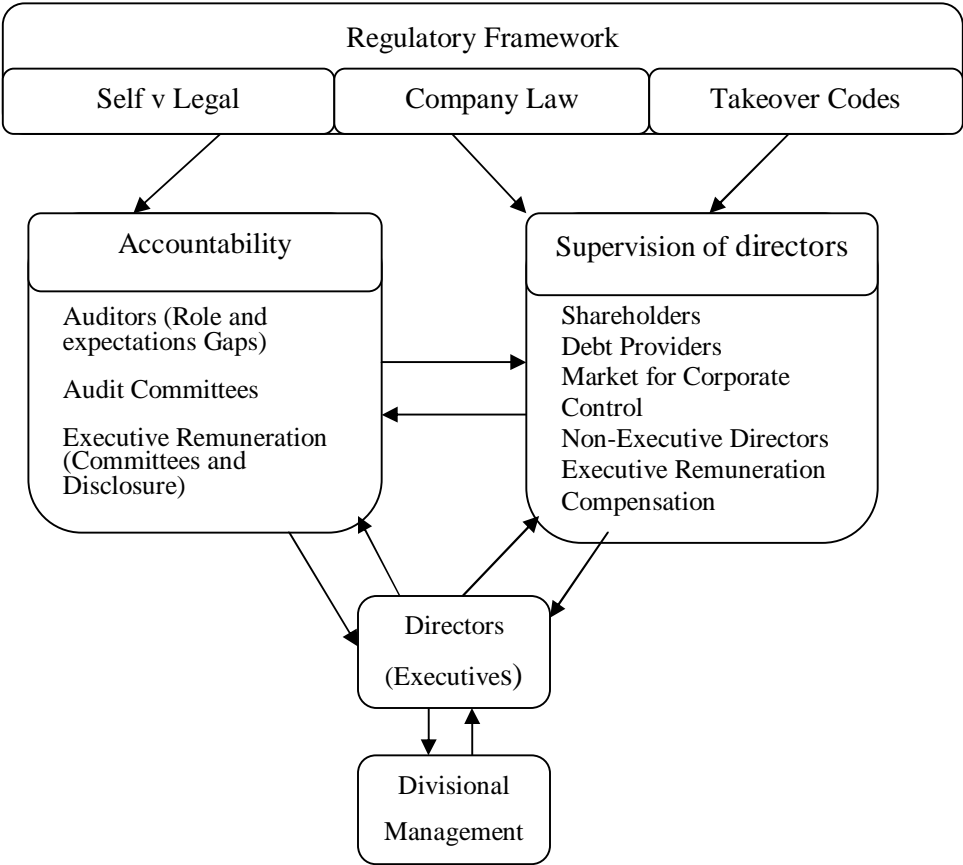 Regulatory Framework
Self v Legal
Company Law
Takeover Codes
Accountability
Auditors (Role and
expectations Gaps)
Audit Committees
Executive Remuneration
(Committees and
Disclosure)
Supervision of directors
Shareholders
Debt Providers
Market for Corporate
Control
Non-Executive Directors
Executive Remuneration
Compensation
Directors
(Executives)
Divisional
Management